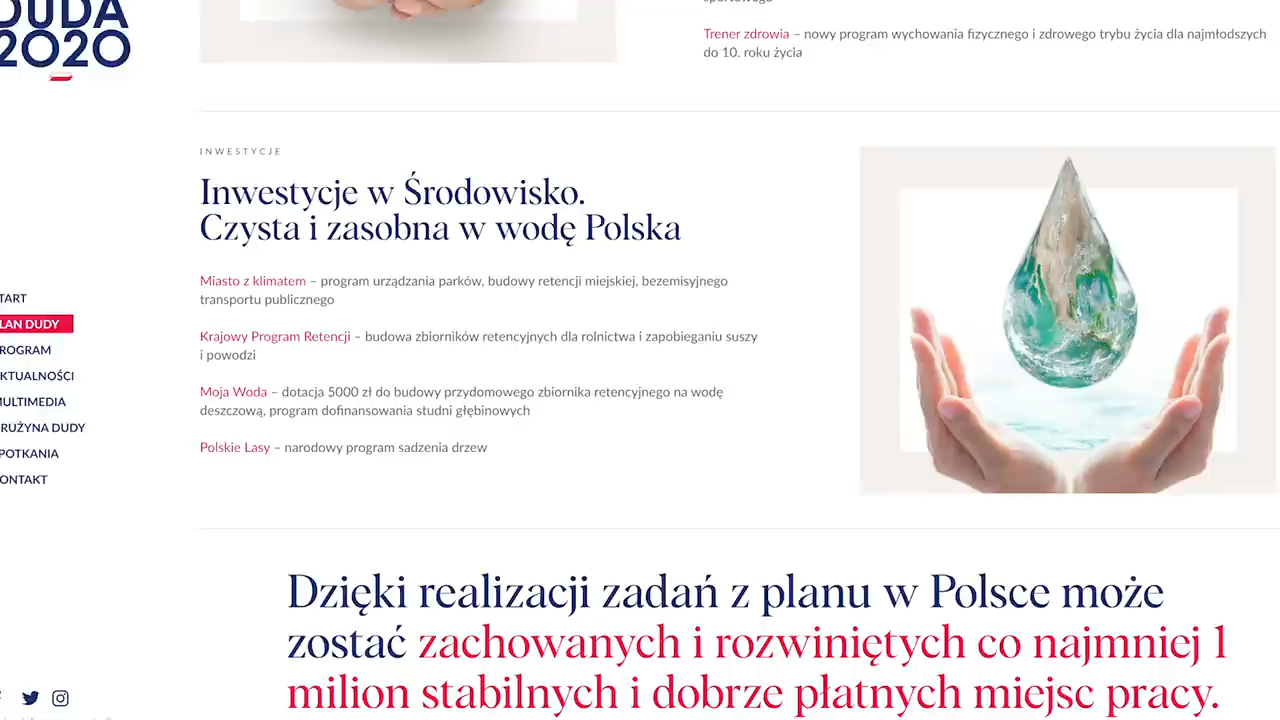 DUDA
2020
TART
LAN DUDY
ROGRAM
KTUALNOŚCI
MULTIMEDIA
RUŻYNA DUDY
POTKANIA
ONTAKT
sportowego
Trener zdrowia – nowy program wychowania fizycznego i zdrowego trybu życia dla najmłodszych
do 10. roku życia
INWESTYCJE
Inwestycje w Środowisko.
Czysta i zasobna w wodę Polska
Miasto z klimatem – program urządzania parków, budowy retencji miejskiej, bezemisyjnego
transportu publicznego
Krajowy Program Retencji – budowa zbiorników retencyjnych dla rolnictwa i zapobieganiu suszy
i powodzi
Moja Woda – dotacja 5000 zł do budowy przydomowego zbiornika retencyjnego na wodę
deszczową, program dofinansowania studni głębinowych
Polskie Lasy – narodowy program sadzenia drzew
Dzięki realizacji zadań z planu w Polsce może
zostać zachowanych i rozwiniętych co najmniej 1
milion stabilnych i dobrze płatnych miejsc pracy.